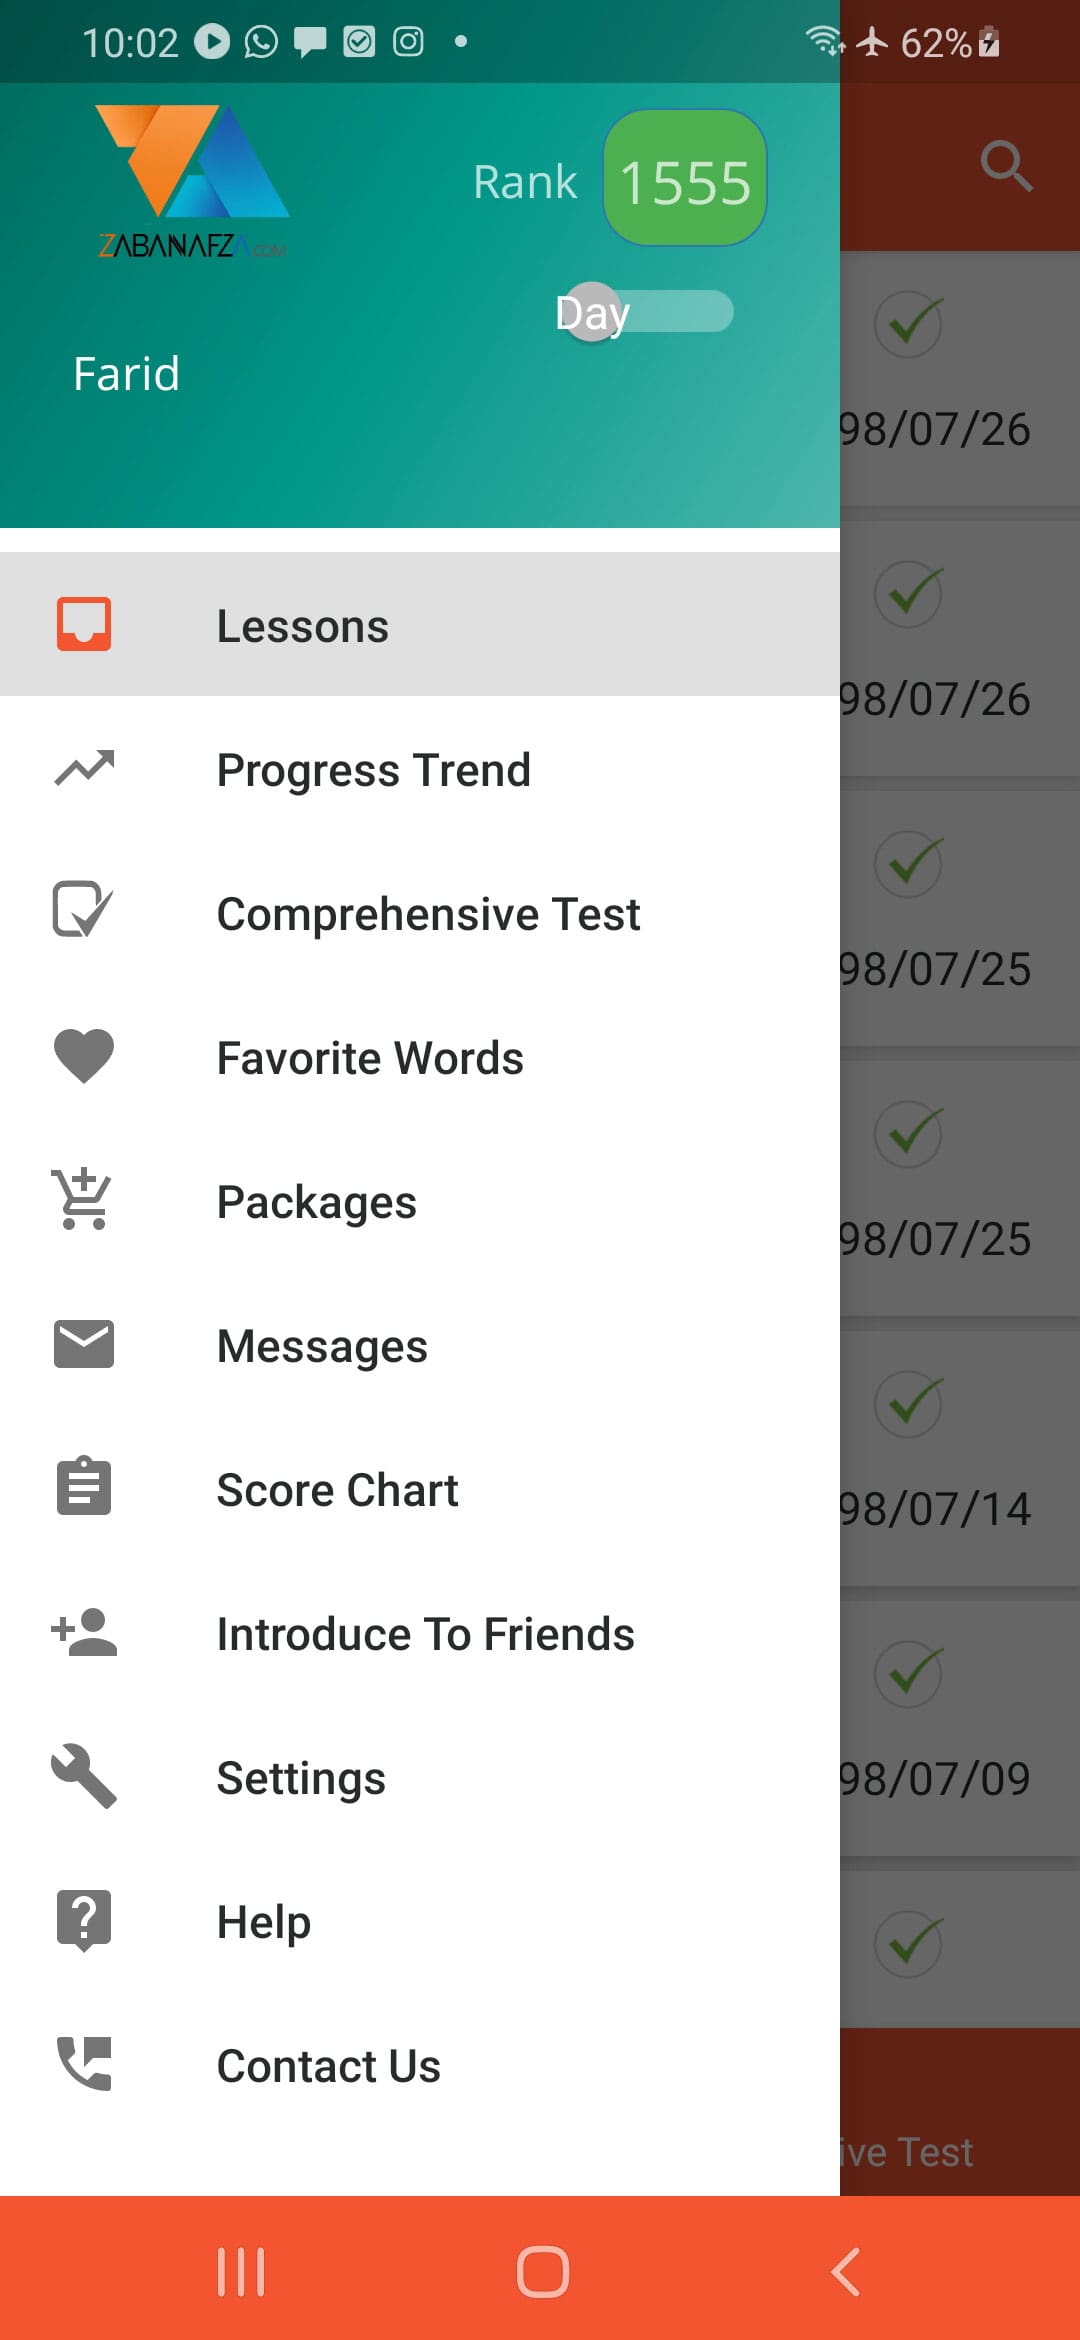 10:02
62%
ZABANAFZA.COM
Rank 1555
Day
Farid
Lessons
Progress Trend
Comprehensive Test
Favorite Words
Packages
Messages
Score Chart
Introduce To Friends
Settings
Help
Contact Us
98/07/26
98/07/26
98/07/25
98/07/25
98/07/14
98/07/09
ive Test